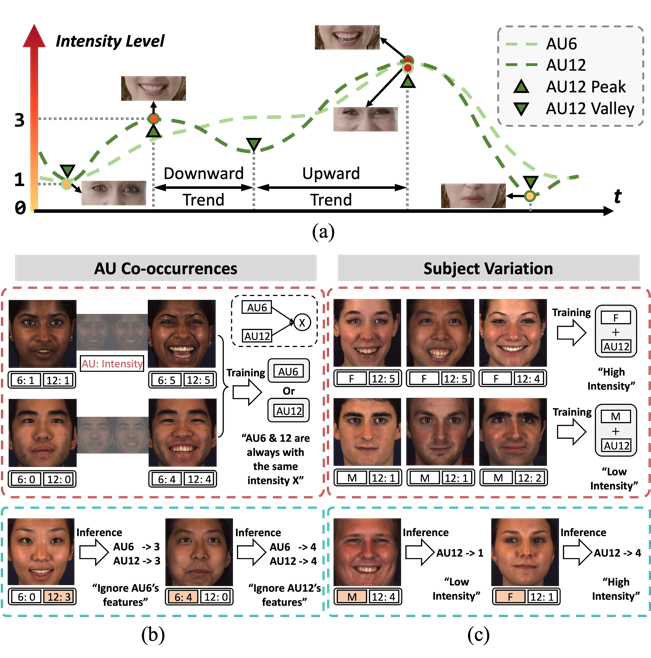 Intensity Level
AU6
AU12
AU12 Peak
AU12 Valley
3
1
0
Downward
Trend
Upward
Trend
t
(a)
AU Co-occurrences
AU: Intensity
6: 1
12: 1
6: 5
12: 5
6: 0
12: 0
6: 4
12: 4
AU6
AU12
X
Training
AU6
Or
AU12
“AU6 & 12 are
always with
the same
intensity X”
Inference
AU6 -> 3
AU12 -> 3
“Ignore AU6’s
features”
6: 0
12: 3
Inference
AU6 -> 4
AU12 -> 4
“Ignore AU12’s
features”
6: 4
12: 0
(b)
Subject Variation
F
12: 5
F
12: 5
F
12: 4
Training
F
+
AU12
“High
Intensity”
M
12: 1
M
12: 1
M
12: 2
Training
M
+
AU12
“Low
Intensity”
Inference
AU12 -> 1
“Low
Intensity”
M
12: 4
Inference
AU12 -> 4
“High
Intensity”
F
12: 1
(c)